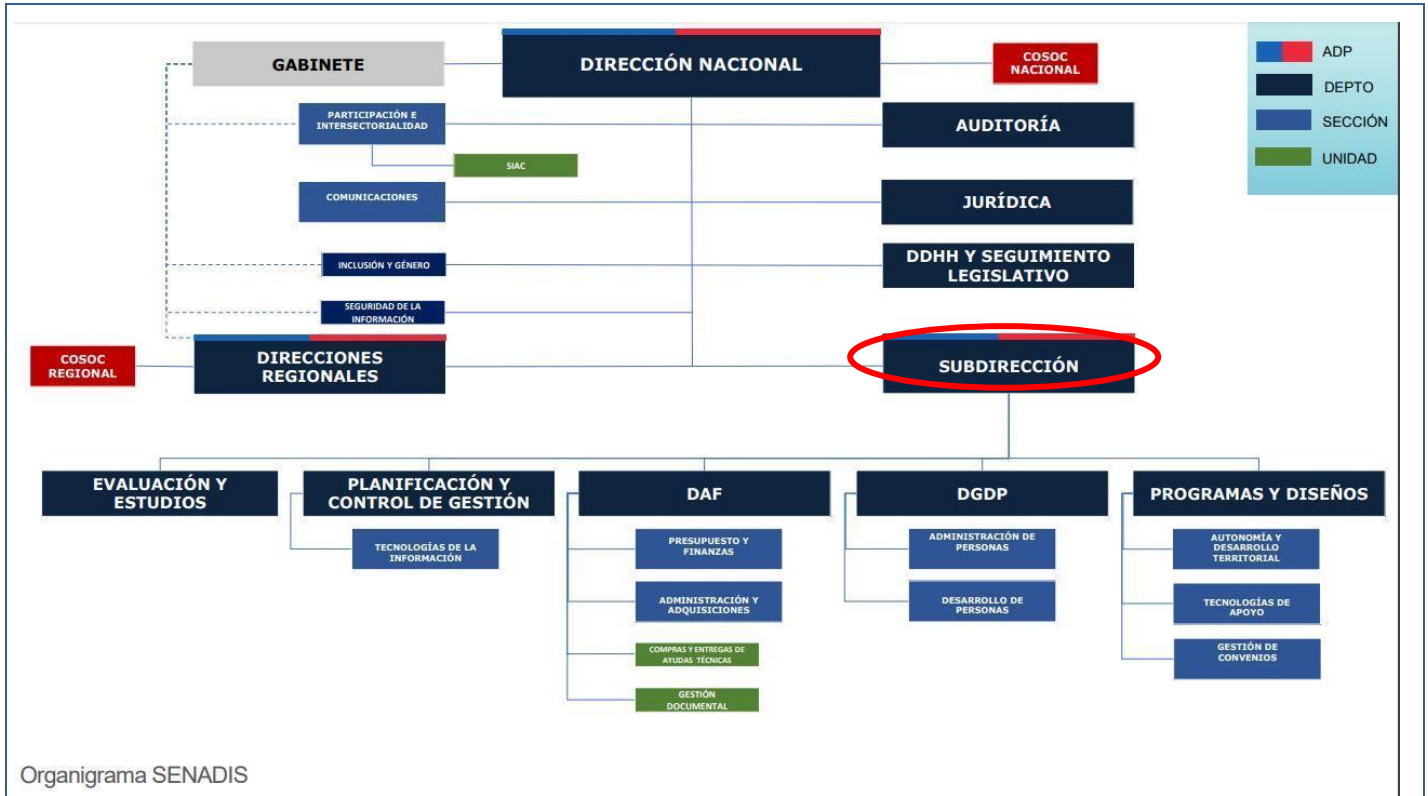 GABINETE
DIRECCIÓN NACIONAL
COSOC
NACIONAL
ADP
DEPTO
SECCIÓN
UNIDAD
PARTICIPACIÓN E
INTERSECTORIALIDAD
AUDITORÍA
SIAC
COMUNICACIONES
JURÍDICA
INCLUSIÓN Y GÉNERO
DDHH Y SEGUIMIENTO
LEGISLATIVO
SEGURIDAD DE LA
INFORMACIÓN
COSOC
REGIONAL
DIRECCIONES
REGIONALES
SUBDIRECCIÓN
EVALUACIÓN Y
ESTUDIOS
PLANIFICACIÓN Y
CONTROL DE GESTIÓN
DAF
DGDP
PROGRAMAS Y DISEÑOS
TECNOLOGÍAS DE LA
INFORMACIÓN
PRESUPUESTO Y
FINANZAS
ADMINISTRACIÓN Y
ADQUISICIONES
COMPRAS Y ENTREGAS DE
AYUDAS TÉCNICAS
GESTIÓN
DOCUMENTAL
ADMINISTRACIÓN DE
PERSONAS
DESARROLLO DE
PERSONAS
AUTONOMÍA Y
DESARROLLO
TERRITORIAL
TECNOLOGÍAS DE
APOYO
GESTIÓN DE
CONVENIOS
Organigrama SENADIS